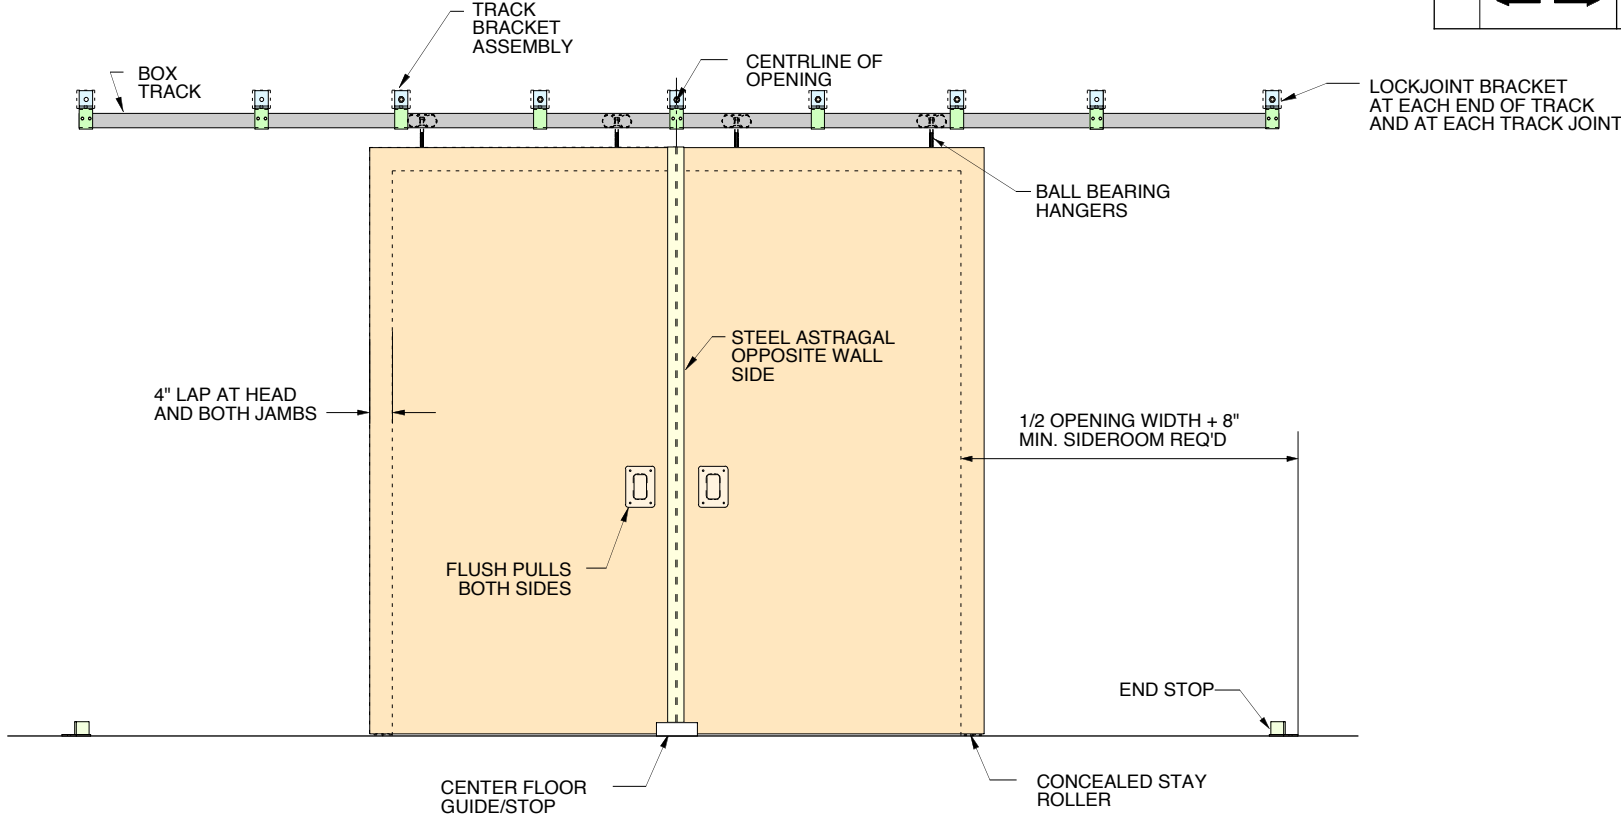 TRACK
BRACKET
ASSEMBLY
BOX
TRACK
CENTRLINE OF
OPENING
LOCKJOINT BRACKET
AT EACH END OF TRACK
AND AT EACH TRACK JOINT
BALL BEARING
HANGERS
STEEL ASTRAGAL
OPPOSITE WALL
SIDE
4" LAP AT HEAD
AND BOTH JAMBS
1/2 OPENING WIDTH + 8"
MIN. SIDEROOM REQ'D
FLUSH PULLS
BOTH SIDES
END STOP
CENTER FLOOR
GUIDE/STOP
CONCEALED STAY
ROLLER